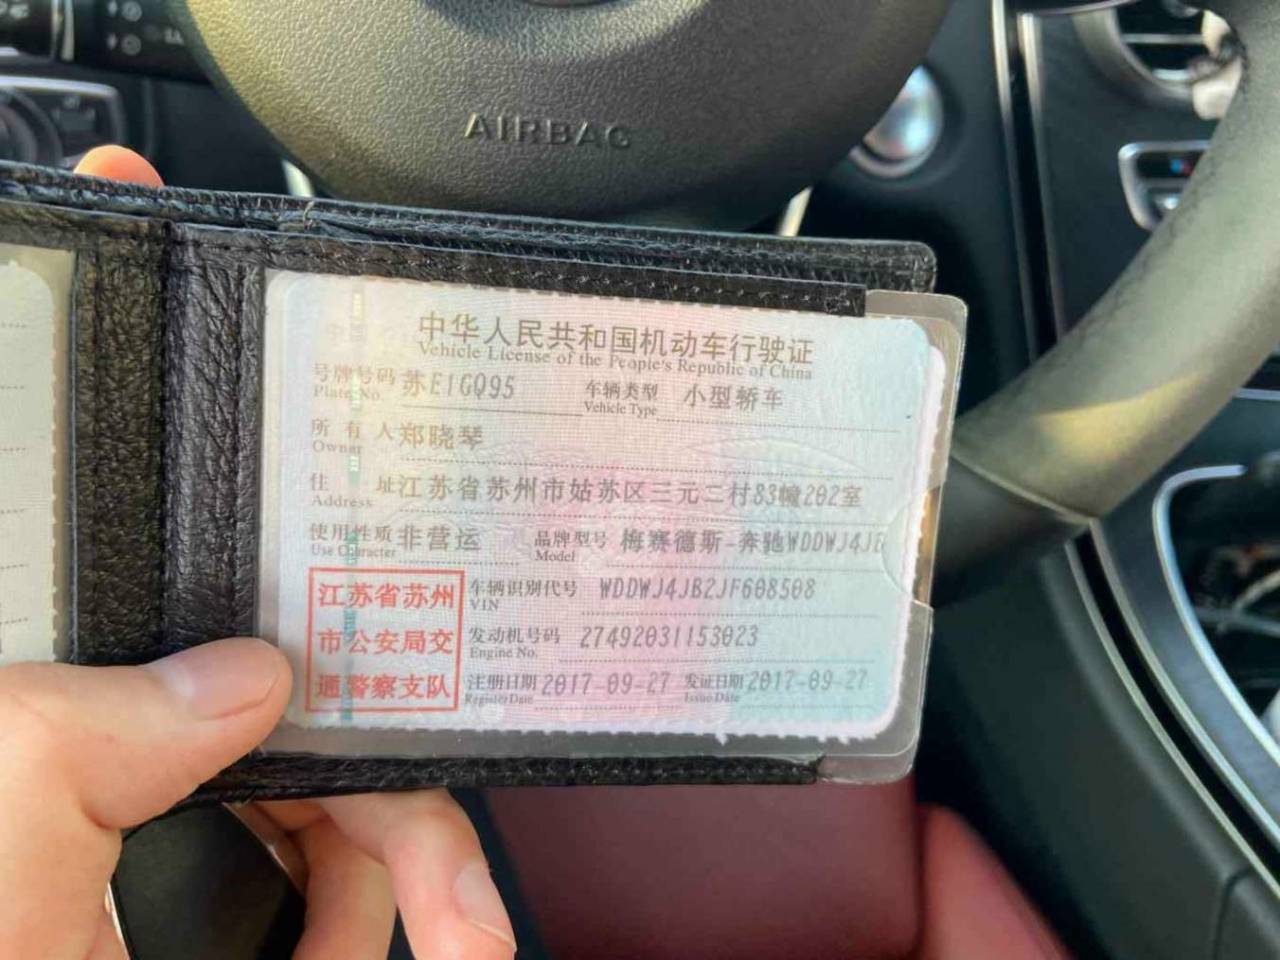 AIRBAG
中华人民共和国机动车行驶证
Vehicle License of the People's Republic of China
号牌号码 苏E1GQ95 车辆类型 小型轿车
Plate No. Vehicle Type
所有人 郑晓琴
Owner
住址 江苏省苏州市姑苏区三元三村83幢202室
Address
使用性质 非营运 品牌型号 梅赛德斯-奔驰WDDWJ4JB
Use Character Model
江苏省苏州
市公安局交
通警察支队
车辆识别代号 WDDWJ4JB2JF608508
VIN
发动机号码 27492031153023
Engine No.
注册日期 2017-09-27 发证日期 2017-09-27
Register Date Issue Date